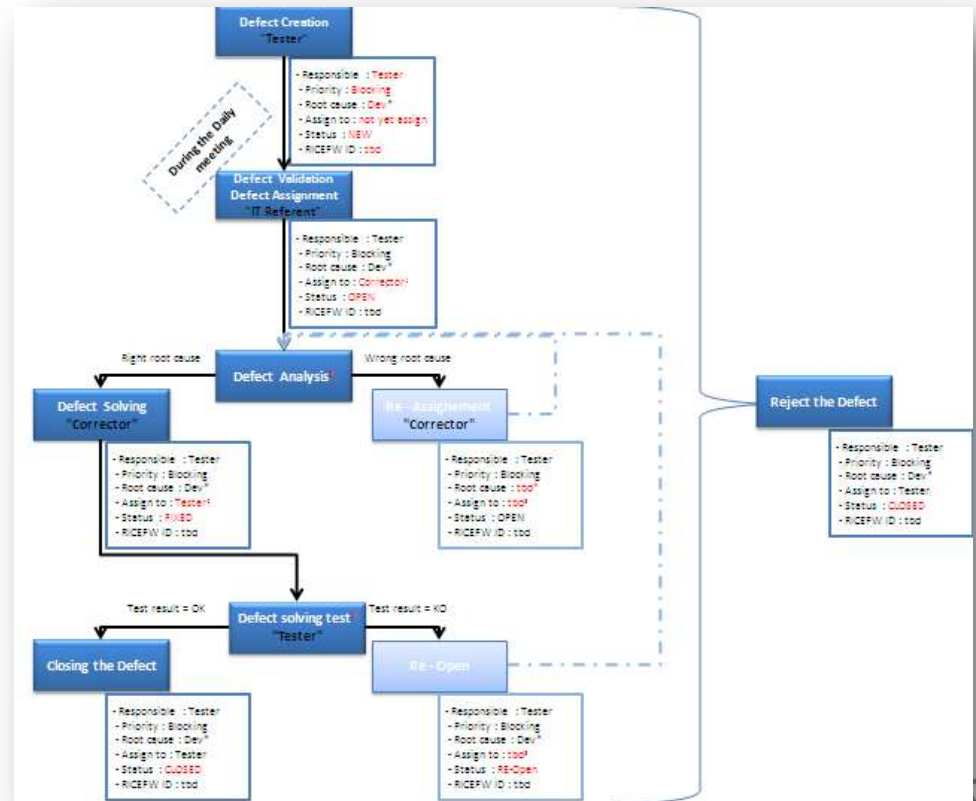 Defect Creation
"Tester"
- Responsible : Tester
- Priority : Blocking
- Root cause : Dev*
- Assign to : not yet assign
- Status : NEW
- RICEFW ID : tbd
During the Daily
meeting
Defect Validation
Defect Assignment
"IT Referent"
- Responsible : Tester
- Priority : Blocking
- Root cause : Dev*
- Assign to : Corrector
- Status : OPEN
- RICEFW ID : tbd
Right root cause
Wrong root cause
Defect Analysis
Defect Solving
"Corrector"
- Responsible : Tester
- Priority : Blocking
- Root cause : Dev*
- Assign to : Tester
- Status : FIXED
- RICEFW ID : tbd
Re - Assignement
"Corrector"
- Responsible : Tester
- Priority : Blocking
- Root cause : tbd*
- Assign to : tbd
- Status : OPEN
- RICEFW ID : tbd
Reject the Defect
- Responsible : Tester
- Priority : Blocking
- Root cause : Dev*
- Assign to : Tester
- Status : CLOSED
- RICEFW ID : tbd
Test result = OK
Test result = KO
Defect solving test
"Tester"
Closing the Defect
- Responsible : Tester
- Priority : Blocking
- Root cause : Dev*
- Assign to : Tester
- Status : CLOSED
- RICEFW ID : tbd
Re - Open
- Responsible : Tester
- Priority : Blocking
- Root cause : Dev*
- Assign to : tbd
- Status : RE-Open
- RICEFW ID : tbd